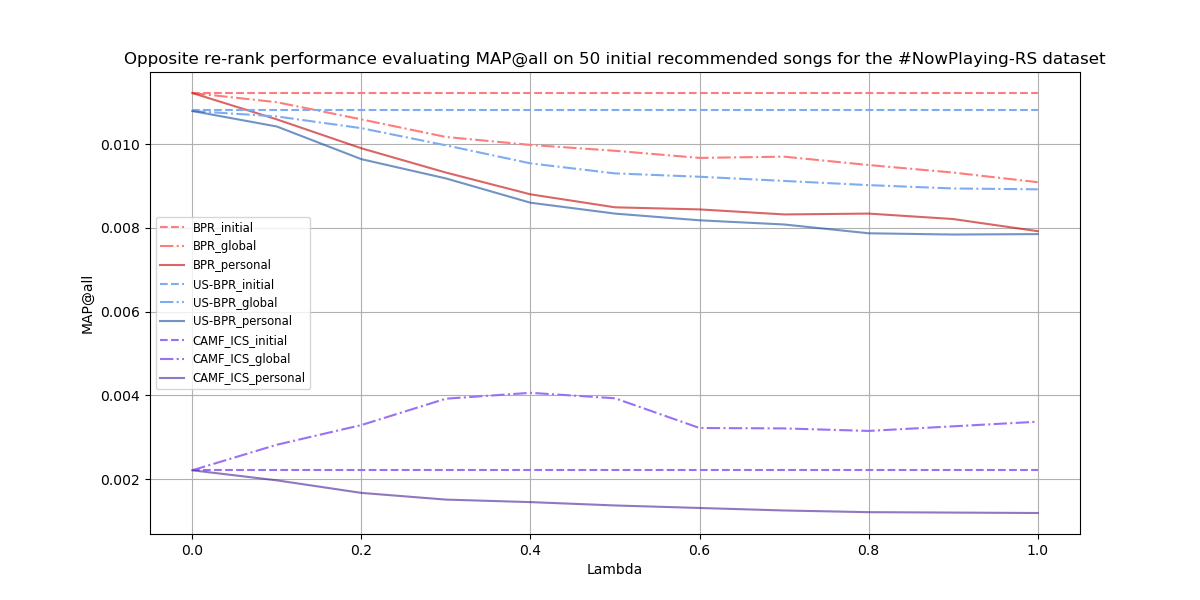 Opposite re-rank performance evaluating MAP@all on 50 initial recommended songs for the #NowPlaying-RS dataset
MAP@all
0.010
0.008
0.006
0.004
0.002
BPR_initial
BPR_global
BPR_personal
US-BPR_initial
US-BPR_global
US-BPR_personal
CAMF_ICS_initial
CAMF_ICS_global
CAMF_ICS_personal
0.0 0.2 0.4 0.6 0.8 1.0
Lambda